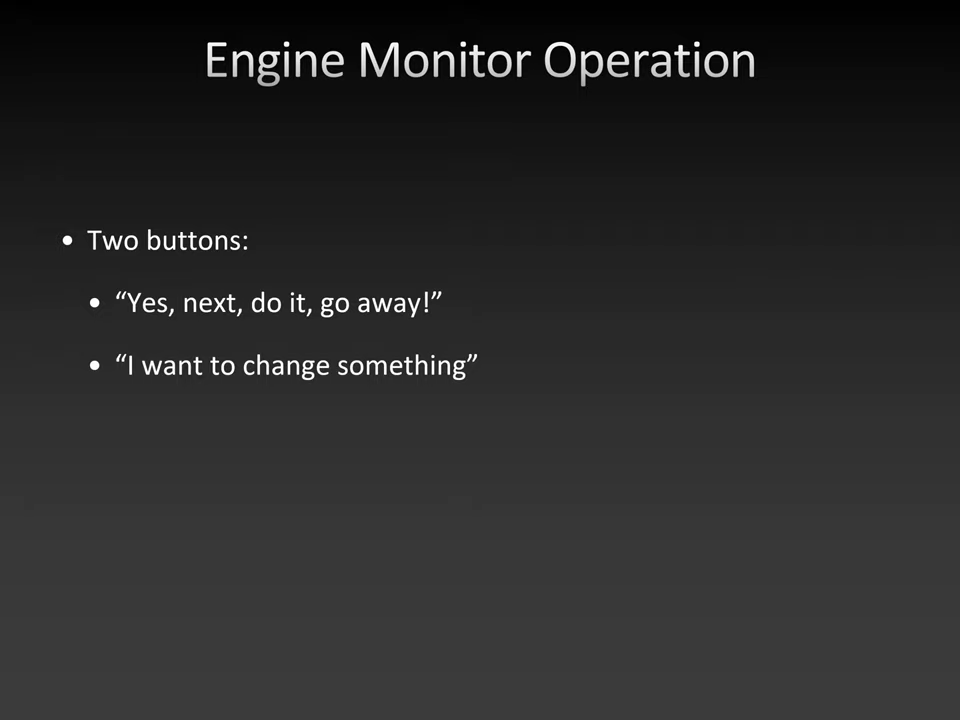 Engine Monitor Operation
• Two buttons:
• “Yes, next, do it, go away!”
• “I want to change something”